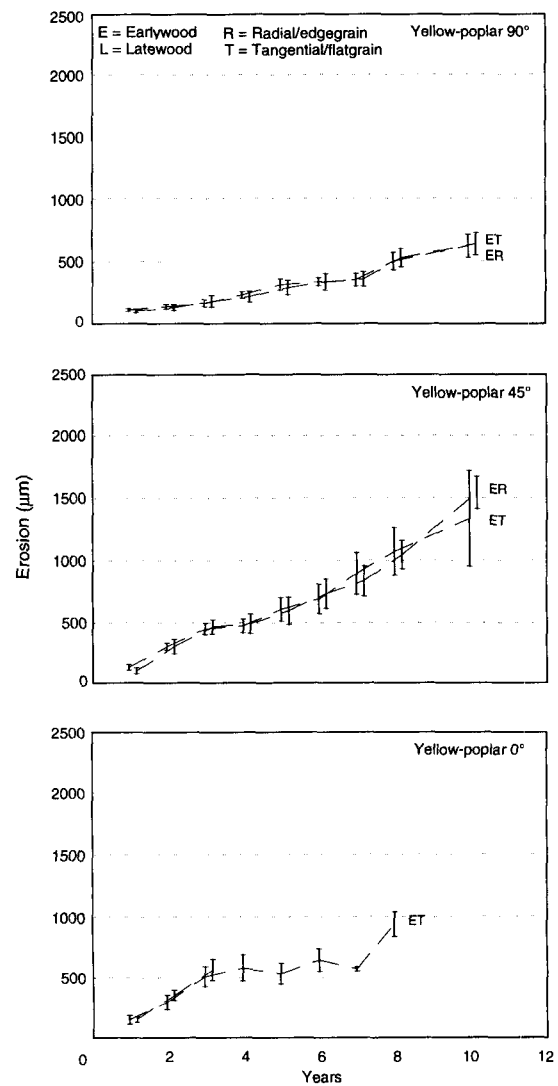 E = Earlywood R = Radial/edgegrain Yellow-poplar 90°
L = Latewood T = Tangential/flatgrain
2500
2000
1500
1000
500
0
ET
ER
Yellow-poplar 45°
2500
2000
1500
1000
500
0
ER
ET
Erosion (µm)
Yellow-poplar 0°
2500
2000
1500
1000
500
0
ET
2 4 6 8 10 12
Years